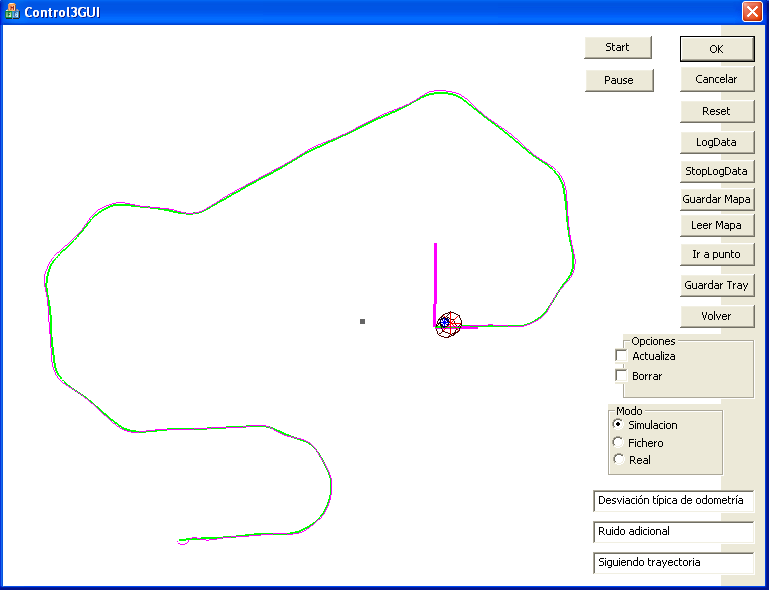 Control3GUI
Start
Pause
OK
Cancelar
Reset
LogData
StopLogData
Guardar Mapa
Leer Mapa
Ir a punto
Guardar Tray
Volver
Opciones
Actualiza
Borrar
Modo
Simulacion
Fichero
Real
Desviación típica de odometría
Ruido adicional
Siguiendo trayectoria